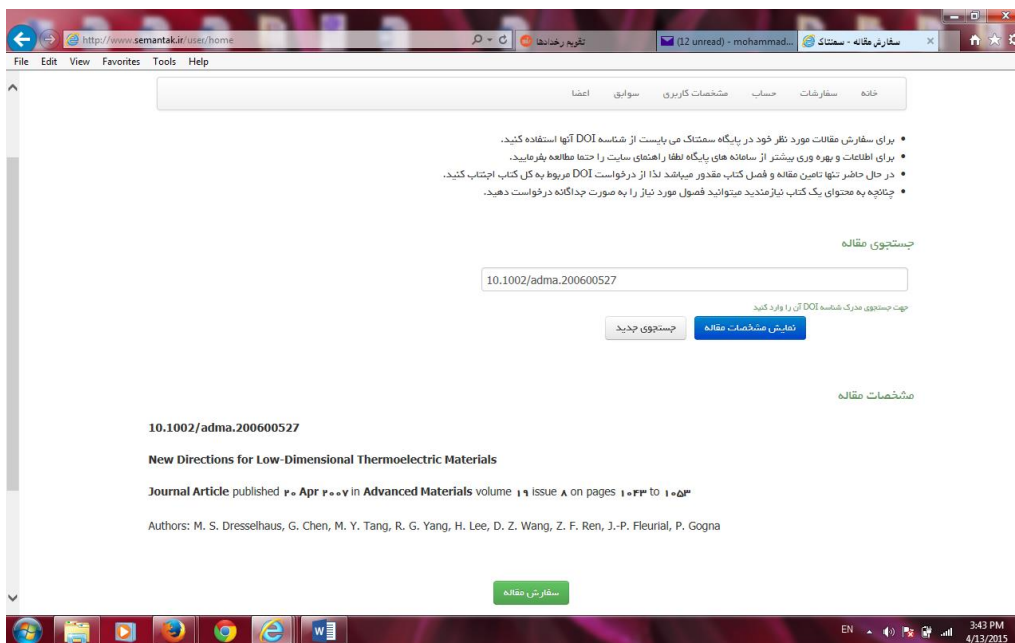 http://www.semantak.ir/user/home
تقویم رخدادها
(12 unread) - mohammad...
سفارش مقاله - سمنتاک
File Edit View Favorites Tools Help
خانه سفارشات حساب مشخصات کاربری سوابق اعضا
برای سفارش مقالات مورد نظر خود در پایگاه سمنتاک می بایست از شناسه DOI آنها استفاده کنید.
برای اطلاعات و بهره وری بیشتر از سامانه های پایگاه لطفا راهنمای سایت را حتما مطالعه بفرمایید.
در حال حاضر تنها تامین مقاله و فصل کتاب مقدور میباشد لذا از درخواست DOI مربوط به کل کتاب اجتناب کنید.
چنانچه به محتوای یک کتاب نیازمندید میتوانید فصول مورد نیاز را به صورت جداگانه درخواست دهید.
جستجوی مقاله
10.1002/adma.200600527
جهت جستجوی مدرک شناسه DOI آن را وارد کنید
نمایش مشخصات مقاله جستجوی جدید
مشخصات مقاله
10.1002/adma.200600527
New Directions for Low-Dimensional Thermoelectric Materials
Journal Article published ۲۰ Apr ۲۰۰۷ in Advanced Materials volume ۱۹ issue ۸ on pages ۱۰۴۳ to ۱۰۵۳
Authors: M. S. Dresselhaus, G. Chen, M. Y. Tang, R. G. Yang, H. Lee, D. Z. Wang, Z. F. Ren, J.-P. Fleurial, P. Gogna
سفارش مقاله
EN
3:43 PM
4/13/2015